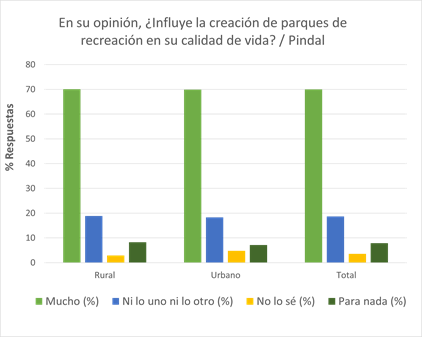 En su opinión, ¿Influye la creación de parques de
recreación en su calidad de vida? / Pindal
% Respuestas
80
70
60
50
40
30
20
10
0
Rural Urbano Total
Mucho (%) Ni lo uno ni lo otro (%) No lo sé (%) Para nada (%)